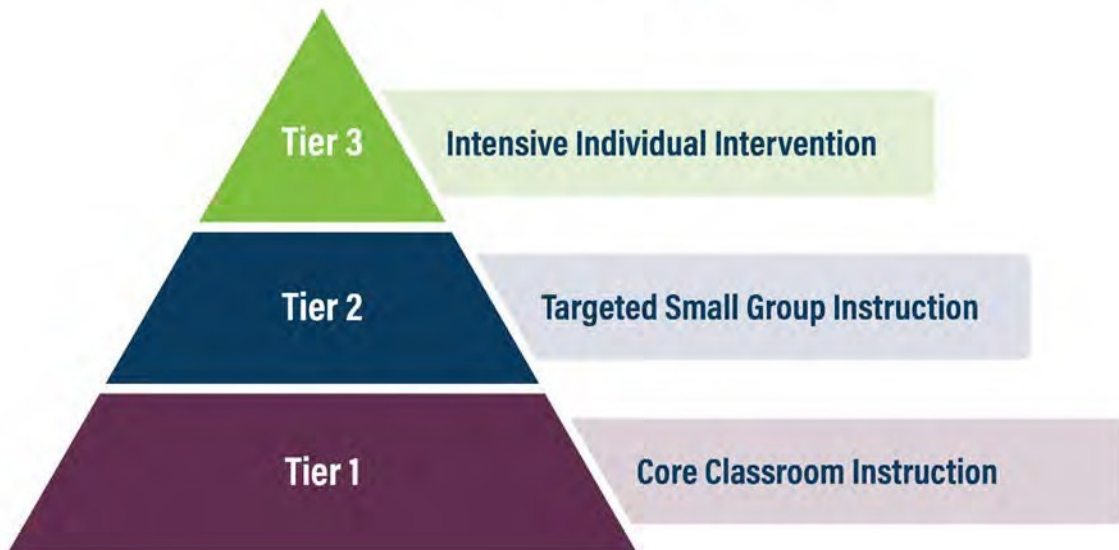 Tier 3 Intensive Individual Intervention
Tier 2 Targeted Small Group Instruction
Tier 1 Core Classroom Instruction